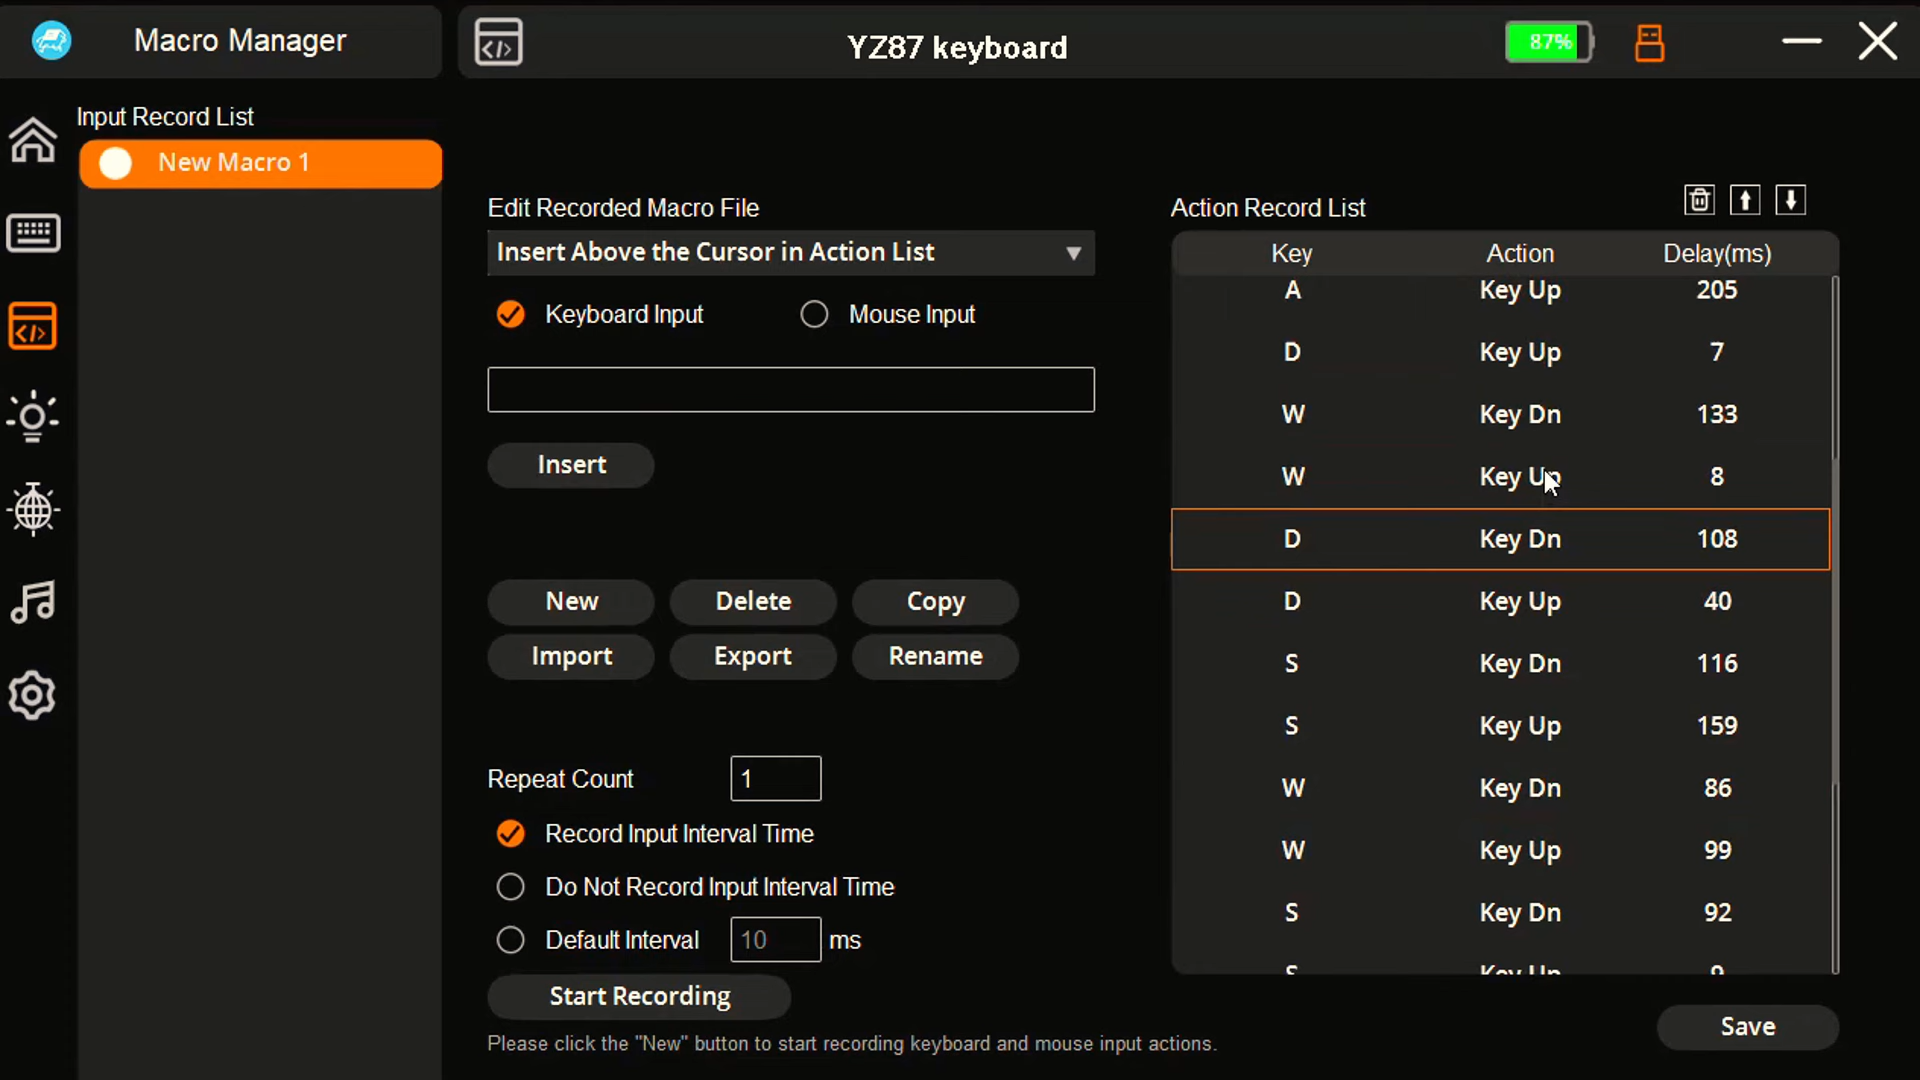 Macro Manager
YZ87 keyboard
87%
Input Record List
New Macro 1
Edit Recorded Macro File
Insert Above the Cursor in Action List
Keyboard Input
Mouse Input
Insert
New
Delete
Copy
Import
Export
Rename
Repeat Count
1
Record Input Interval Time
Do Not Record Input Interval Time
Default Interval
10
ms
Start Recording
Please click the "New" button to start recording keyboard and mouse input actions.
Action Record List
Key Action Delay(ms)
A Key Up 205
D Key Up 7
W Key Dn 133
W Key Up 8
D Key Dn 108
D Key Up 40
S Key Dn 116
S Key Up 159
W Key Dn 86
W Key Up 99
S Key Dn 92
S Key Up 9
Save